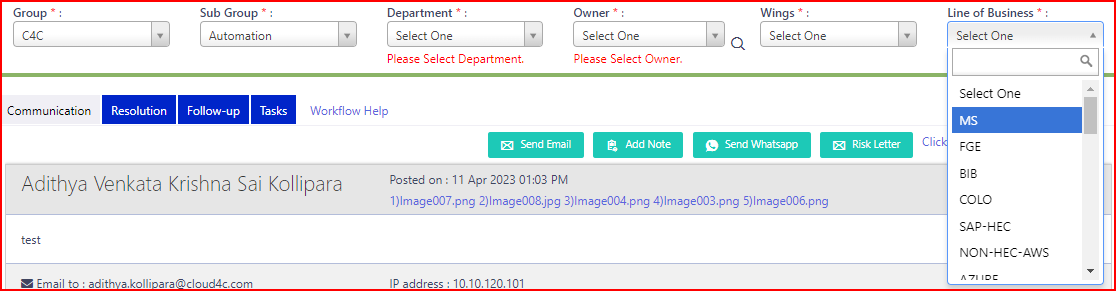 Group * : Sub Group * : Department * : Owner * : Wings * : Line of Business * :
C4C Automation Select One Select One Select One Select One
Please Select Department. Please Select Owner.
Select One
MS
FGE
BIB
COLO
SAP-HEC
NON-HEC-AWS
Communication Resolution Follow-up Tasks Workflow Help
Send Email Add Note Send Whatsapp Risk Letter Click
Adithya Venkata Krishna Sai Kollipara Posted on : 11 Apr 2023 01:03 PM
1)Image007.png 2)Image008.jpg 3)Image004.png 4)Image003.png 5)Image006.png
test
Email to : adithya.kollipara@cloud4c.com IP address : 10.10.120.101